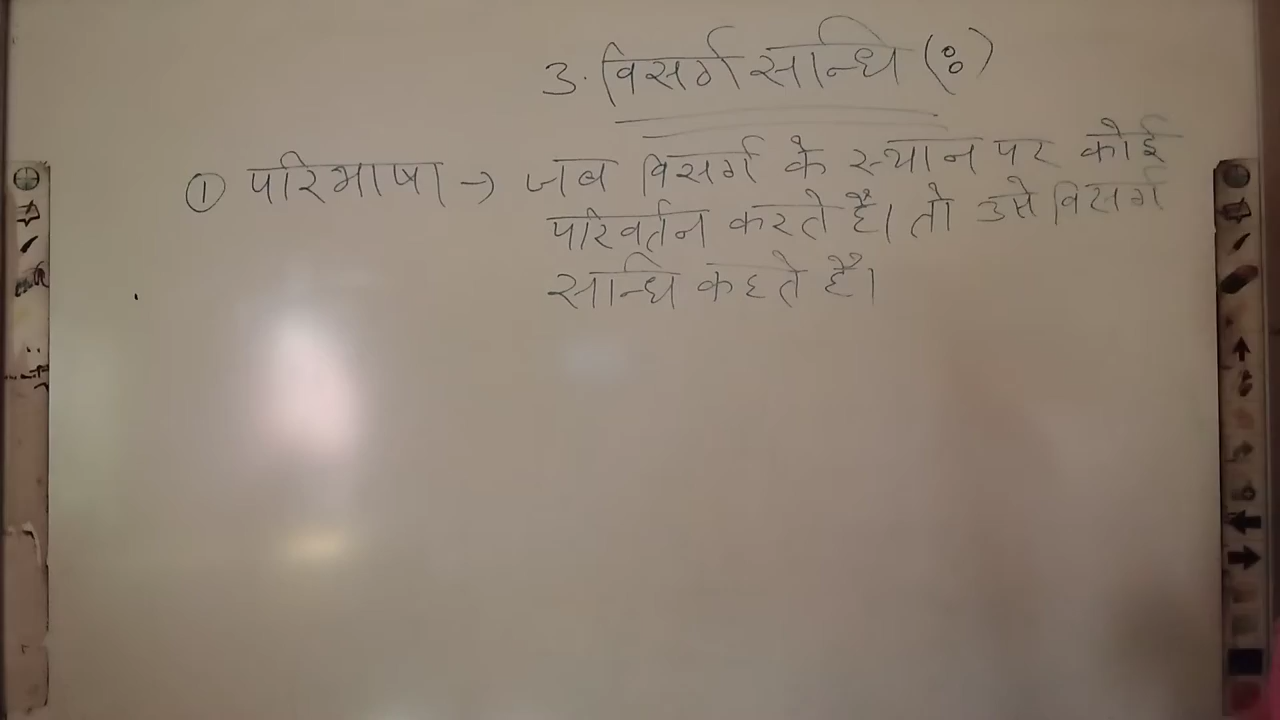 3. विसर्ग सन्धि (ः)
① परिभाषा → जब विसर्ग के स्थान पर कोई
परिवर्तन करते हैं। तो उसे विसर्ग
सन्धि कहते हैं।